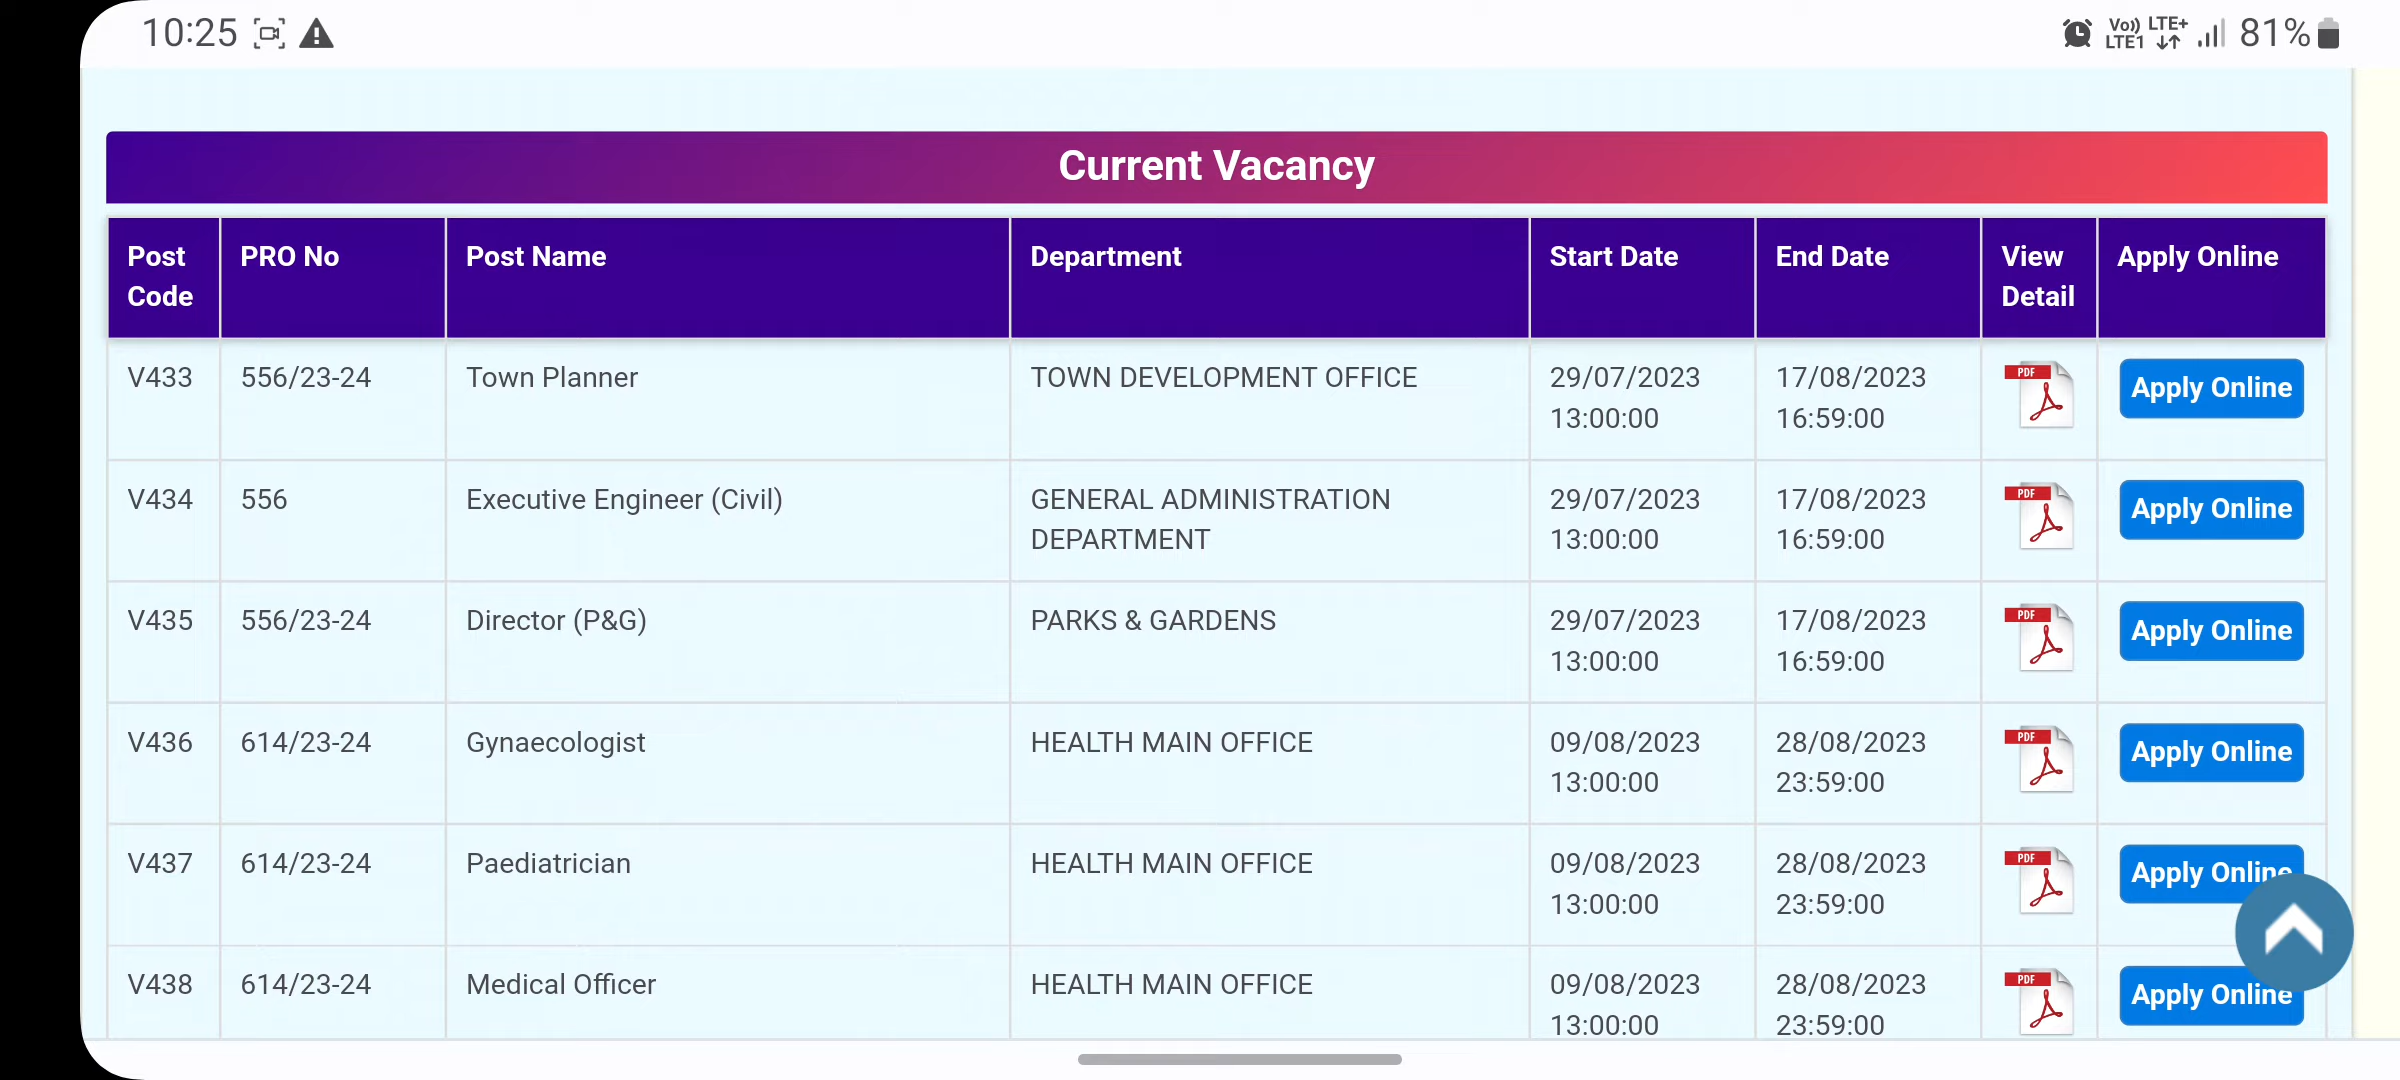 10:25
Vo)) LTE+
LTE1
81%
Current Vacancy
Post Code PRO No Post Name Department Start Date End Date View Detail Apply Online
V433 556/23-24 Town Planner TOWN DEVELOPMENT OFFICE 29/07/2023 13:00:00 17/08/2023 16:59:00 PDF Apply Online
V434 556 Executive Engineer (Civil) GENERAL ADMINISTRATION DEPARTMENT 29/07/2023 13:00:00 17/08/2023 16:59:00 PDF Apply Online
V435 556/23-24 Director (P&G) PARKS & GARDENS 29/07/2023 13:00:00 17/08/2023 16:59:00 PDF Apply Online
V436 614/23-24 Gynaecologist HEALTH MAIN OFFICE 09/08/2023 13:00:00 28/08/2023 23:59:00 PDF Apply Online
V437 614/23-24 Paediatrician HEALTH MAIN OFFICE 09/08/2023 13:00:00 28/08/2023 23:59:00 PDF Apply Online
V438 614/23-24 Medical Officer HEALTH MAIN OFFICE 09/08/2023 13:00:00 28/08/2023 23:59:00 PDF Apply Online